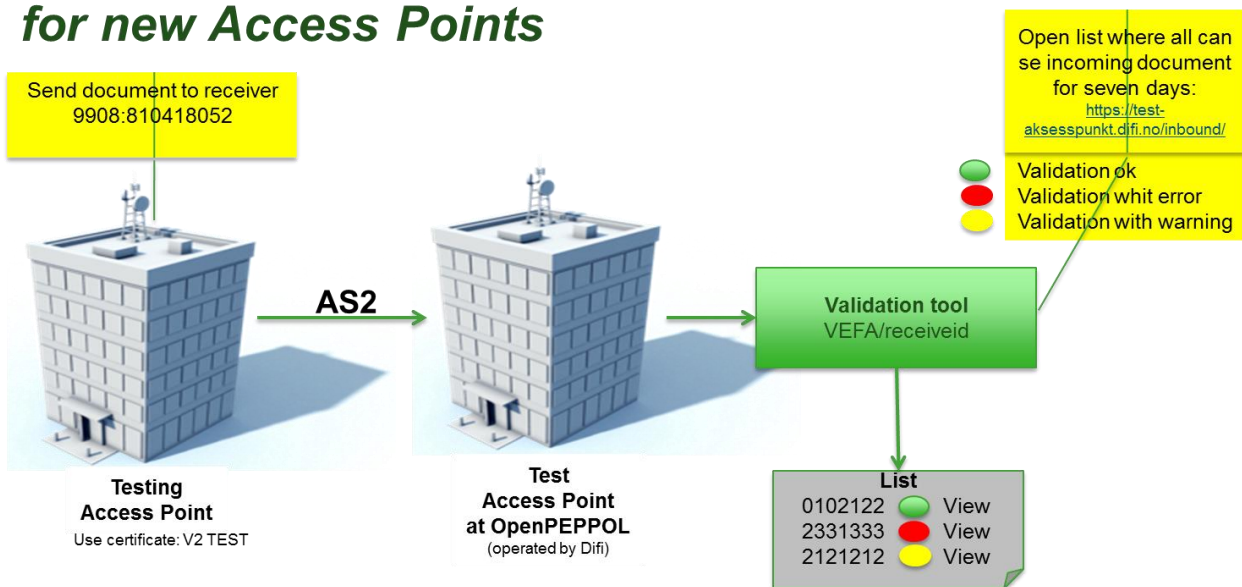 for new Access Points
Send document to receiver
9908:810418052
Open list where all can
se incoming document
for seven days:
https://test-
aksesspunkt.difi.no/inbound/
Validation ok
Validation whit error
Validation with warning
AS2
Validation tool
VEFA/receiveid
Testing
Access Point
Use certificate: V2 TEST
Test
Access Point
at OpenPEPPOL
(operated by Difi)
List
0102122 View
2331333 View
2121212 View